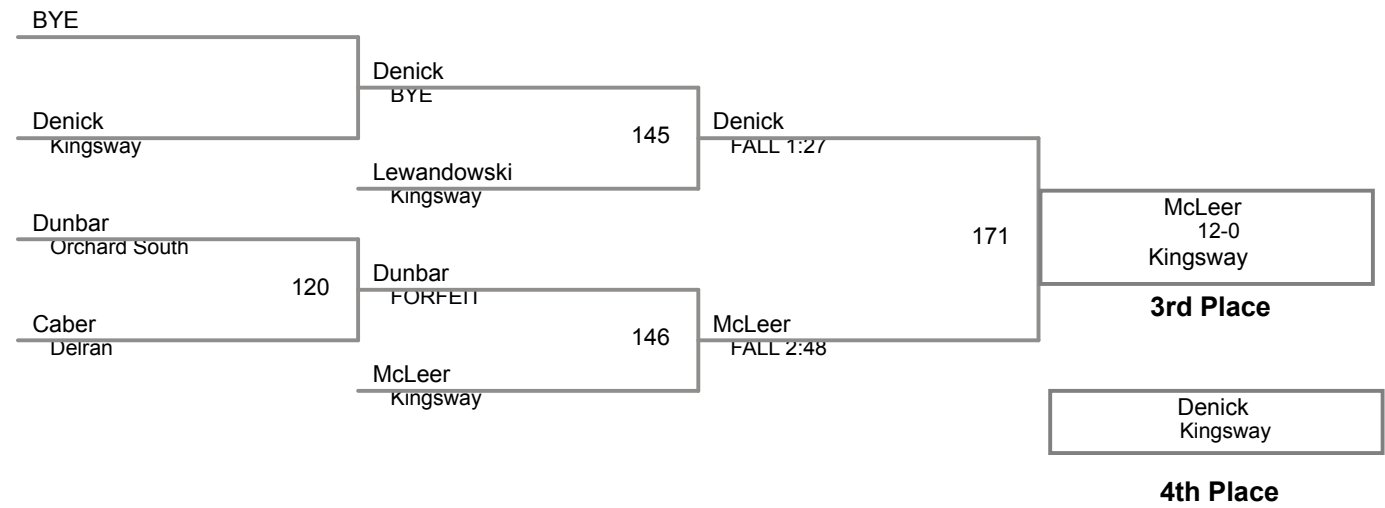 BYE
Denick
BYE
Denick
Kingsway
145
Denick
FALL 1:27
Lewandowski
Kingsway
Dunbar
Orchard South
120
Dunbar
FORFEIT
Caber
Delran
146
McLeer
FALL 2:48
McLeer
Kingsway
171
McLeer
12-0
Kingsway
3rd Place
Denick
Kingsway
4th Place